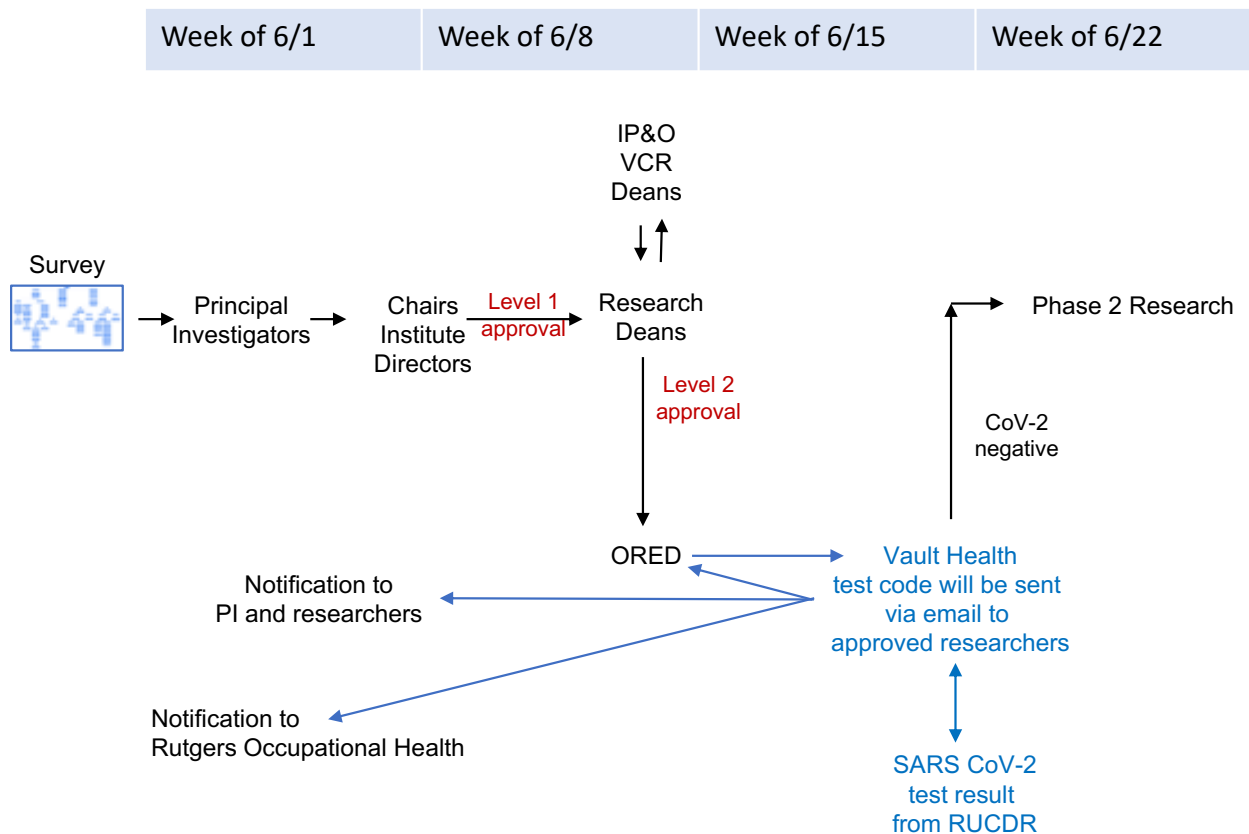 Week of 6/1
Week of 6/8
Week of 6/15
Week of 6/22
IP&O
VCR
Deans
Survey
Principal
Investigators
Chairs
Institute
Directors
Level 1
approval
Research
Deans
Phase 2 Research
Level 2
approval
CoV-2
negative
ORED
Vault Health
test code will be sent
via email to
approved researchers
Notification to
PI and researchers
Notification to
Rutgers Occupational Health
SARS CoV-2
test result
from RUCDR